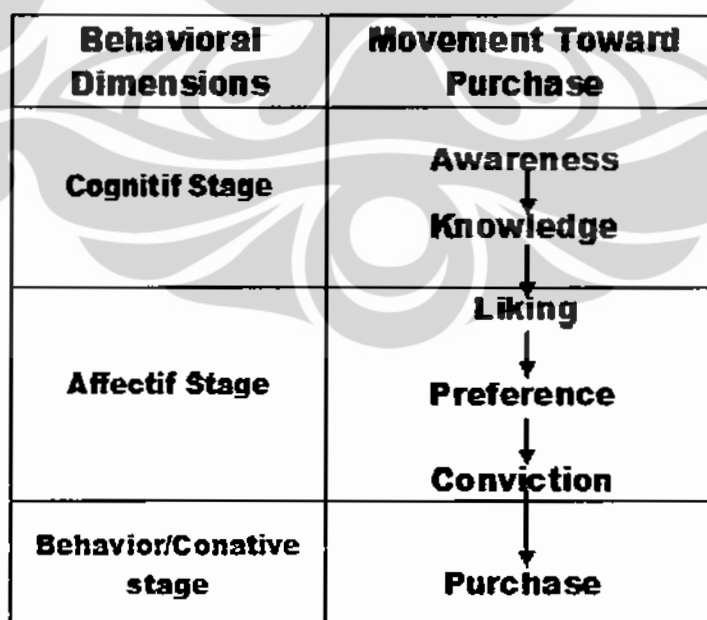 Behavioral
Dimensions
Movement Toward
Purchase
Cognitif Stage
Awareness
Knowledge
Affectif Stage
Liking
Preference
Conviction
Behavior/Conative
stage
Purchase